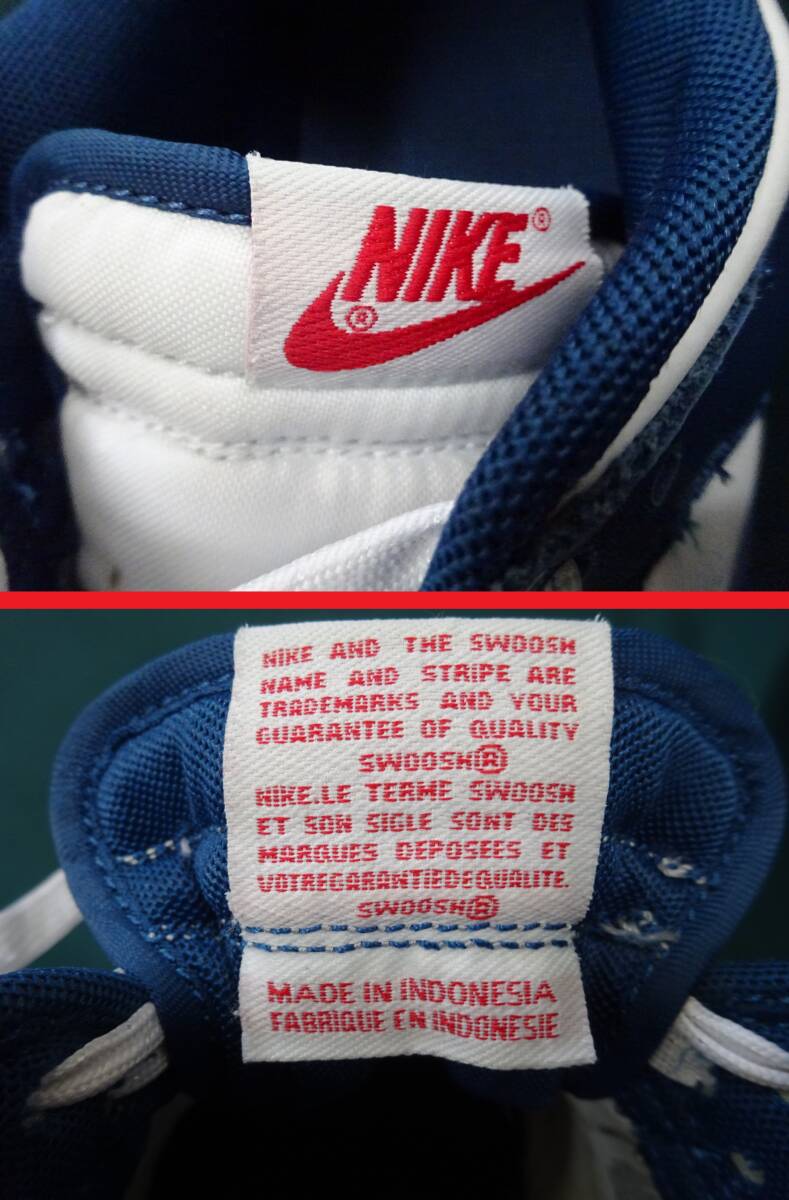 NIKE®
®
NIKE AND THE SWOOSH
NAME AND STRIPE ARE
TRADEMARKS AND YOUR
GUARANTEE OF QUALITY
SWOOSH®
NIKE.LE TERME SWOOSH
ET SON SIGLE SONT DES
MARQUES DEPOSEES ET
VOTREGARANTIEDEQUALITE.
SWOOSH®
MADE IN INDONESIA
FABRIQUE EN INDONESIE